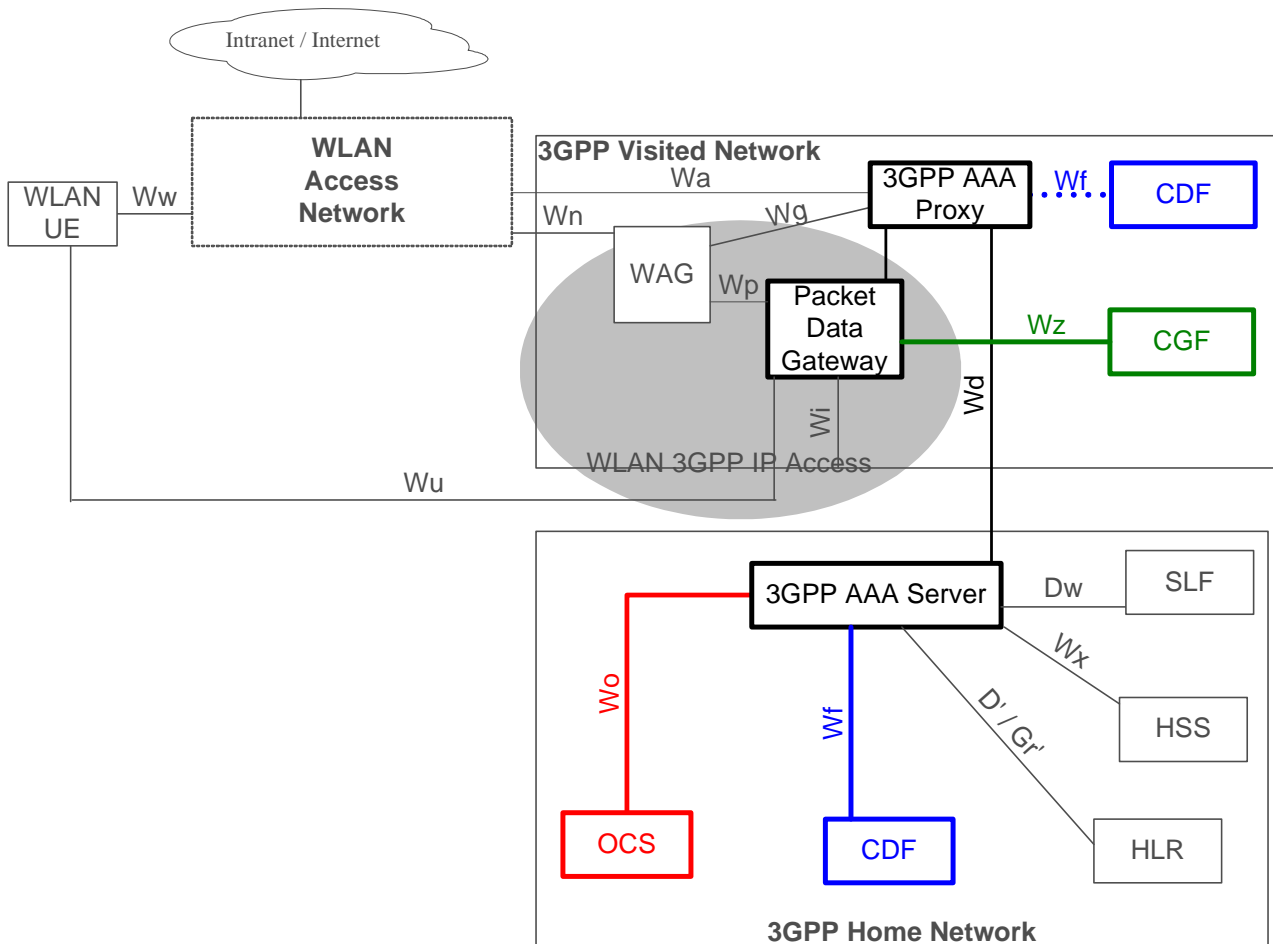 Intranet / Internet
WLAN
Access
Network
3GPP Visited Network
WLAN
UE
Ww
Wa
Wn
Wg
3GPP AAA
Proxy
Wf
CDF
WAG
Wp
Packet
Data
Gateway
Wz
CGF
Wi
Wd
WLAN 3GPP IP Access
Wu
3GPP AAA Server
Dw
SLF
Wx
HSS
Wo
Wf
D' / Gr'
OCS
CDF
HLR
3GPP Home Network